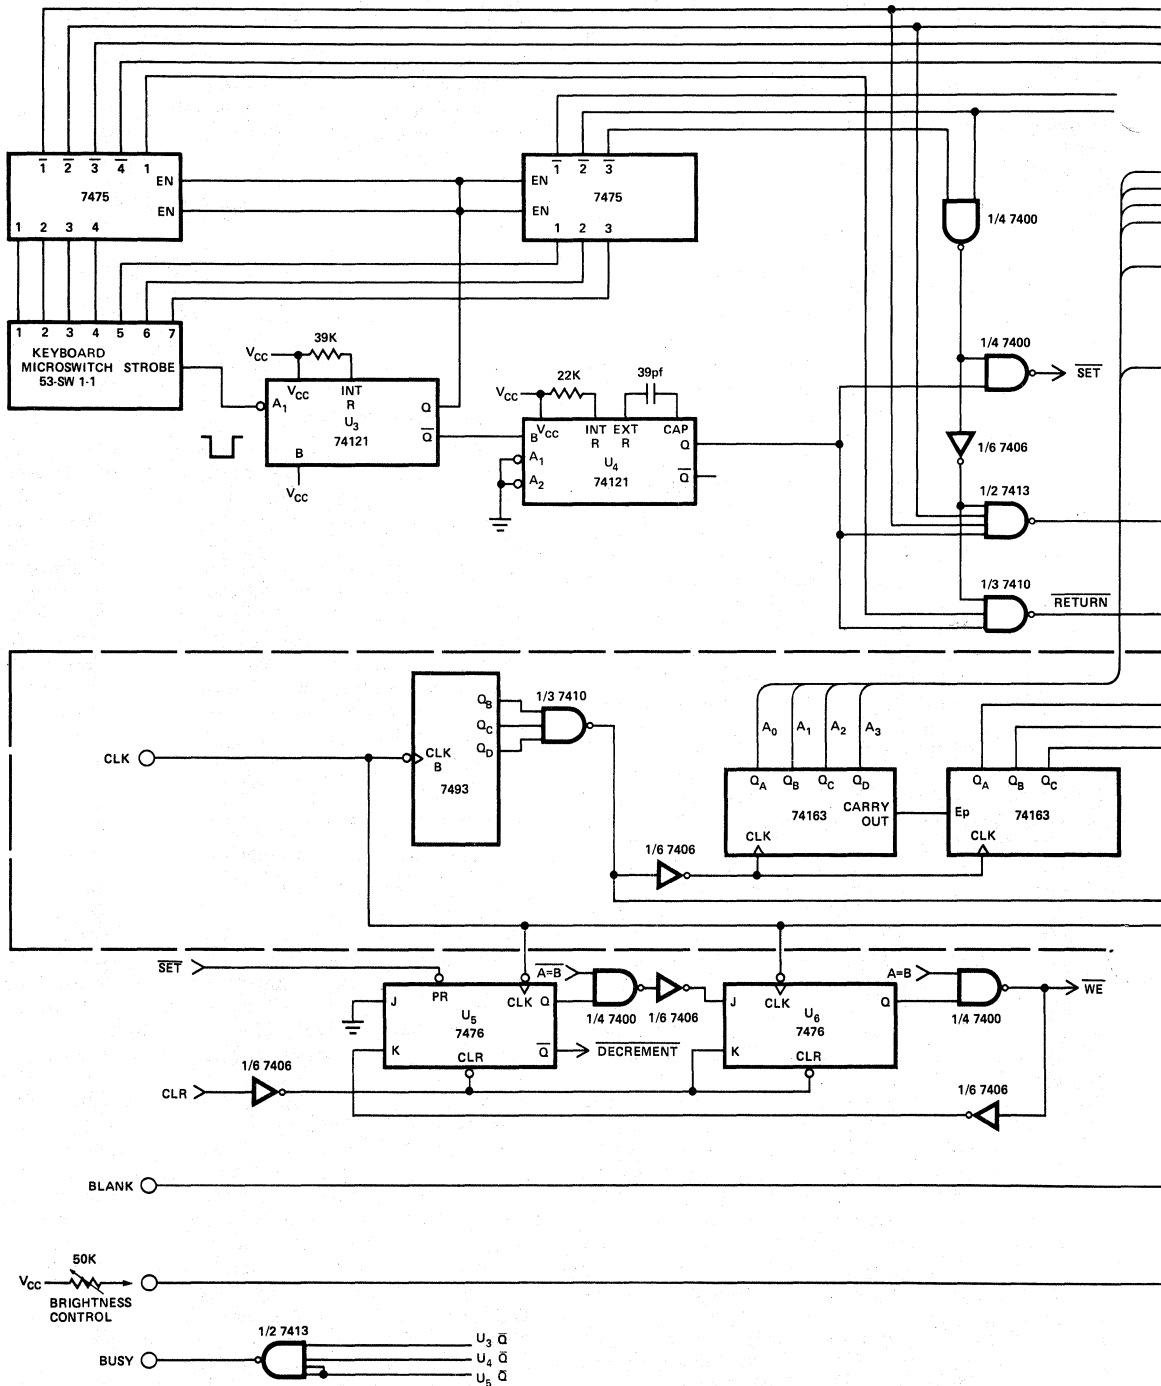 1̅ 2̅ 3̅ 4̅ 1
EN
7475
EN
1 2 3 4
1̅ 2̅ 3̅
EN
7475
EN
1 2 3
1/4 7400
1 2 3 4 5 6 7
KEYBOARD
MICROSWITCH STROBE
53-SW 1-1
39K
VCC
VCC INT
R
A1
U3
74121
Q
Q̅
B
VCC
22K
39pf
VCC
B VCC INT EXT CAP
R R
Q
A1
U4
A2
74121
Q̅
1/4 7400
S̅E̅T̅
1/6 7406
1/2 7413
1/3 7410
R̅E̅T̅U̅R̅N̅
CLK
QB
QC
QD
CLK
B
7493
1/3 7410
A0 A1 A2 A3
QA QB QC QD
74163
CARRY
OUT
CLK
QA QB QC
Ep
74163
CLK
1/6 7406
S̅E̅T̅
J PR CLK Q
U5
7476
K CLR Q̅
A̅=̅B̅
1/4 7400
1/6 7406
D̅E̅C̅R̅E̅M̅E̅N̅T̅
J CLK Q
U6
7476
K CLR
A=B
1/4 7400
W̅E̅
1/6 7406
CLR
1/6 7406
BLANK
50K
VCC
BRIGHTNESS
CONTROL
1/2 7413
BUSY
U3 Q̅
U4 Q̅
U5 Q̅